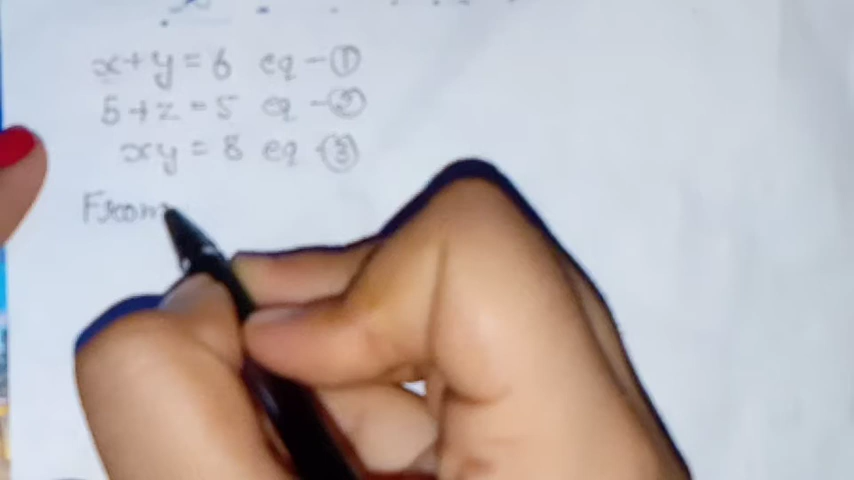 x+y=6 eq-①
5+z=5 eq-②
xy=8 eq-③
From